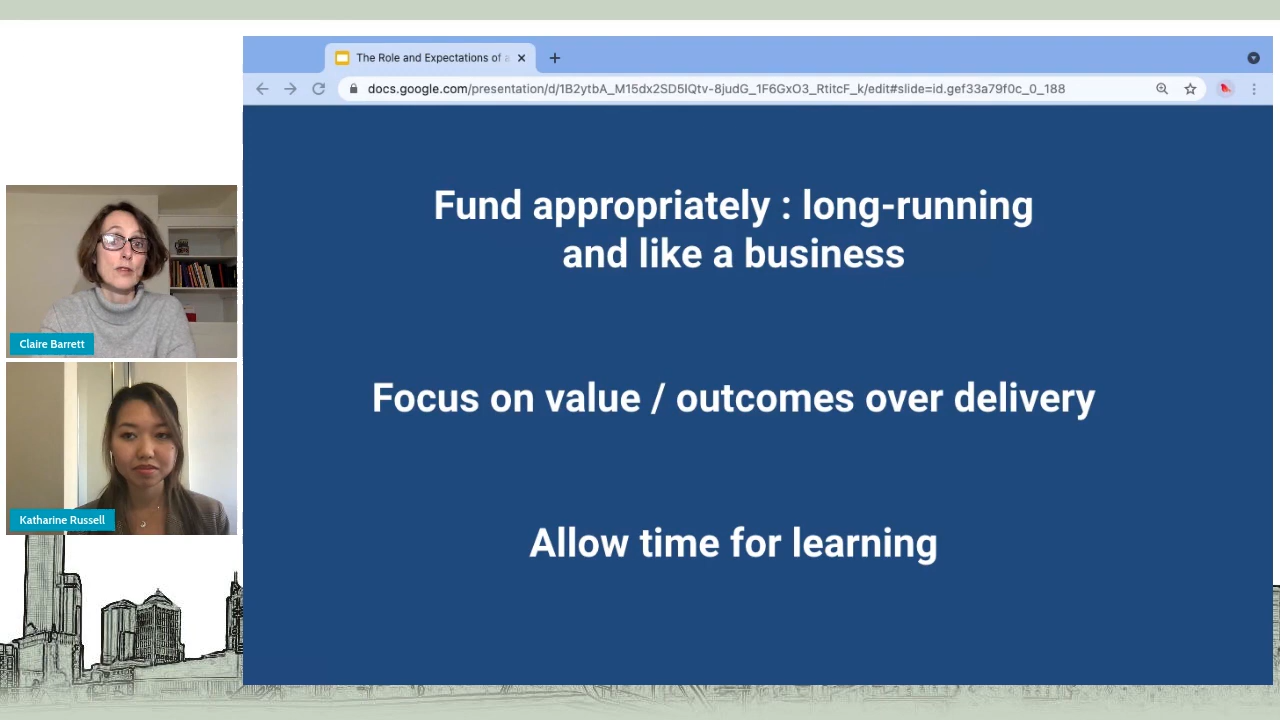 The Role and Expectations of a
docs.google.com/presentation/d/1B2ytbA_M15dx2SD5IQtv-8judG_1F6GxO3_RtitcF_k/edit#slide=id.gef33a79f0c_0_188
Fund appropriately : long-running
and like a business
Focus on value / outcomes over delivery
Allow time for learning
Claire Barrett
Katharine Russell